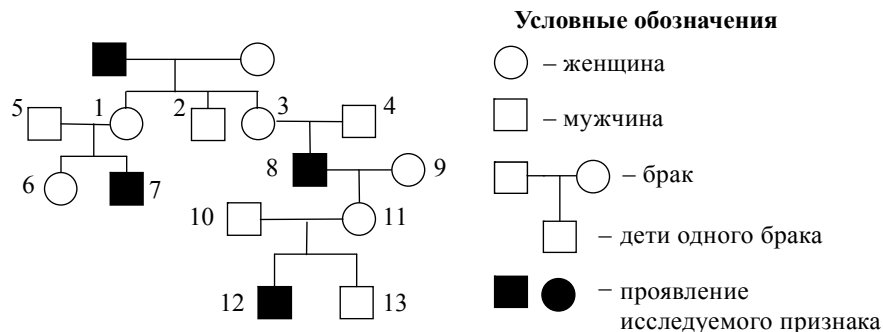 Условные обозначения
– женщина
5 1 2 3 4
– мужчина
6 7 8 9
– брак
10 11
– дети одного брака
12 13
– проявление
исследуемого признака